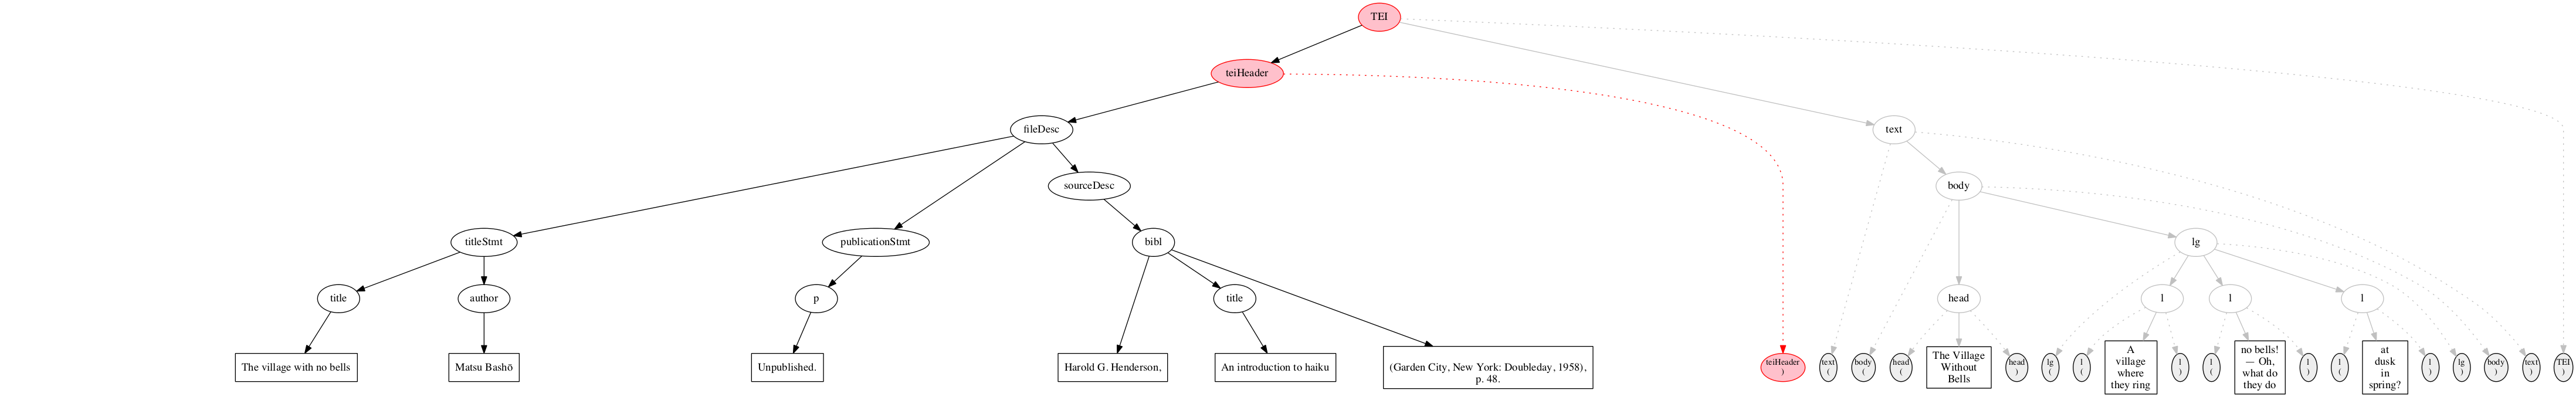 TEI
teiHeader
fileDesc
text
sourceDesc
body
titleStmt
publicationStmt
bibl
lg
title
author
p
title
head
l
l
l
The village with no bells
Matsu Bashō
Unpublished.
Harold G. Henderson,
An introduction to haiku
(Garden City, New York: Doubleday, 1958),
p. 48.
teiHeader
)
text
(
body
(
head
(
The Village
Without
Bells
head
)
lg
(
l
(
A
village
where
they ring
l
)
l
(
no bells!
— Oh,
what do
they do
l
)
l
(
at
dusk
in
spring?
l
)
lg
)
body
)
text
)
TEI
)